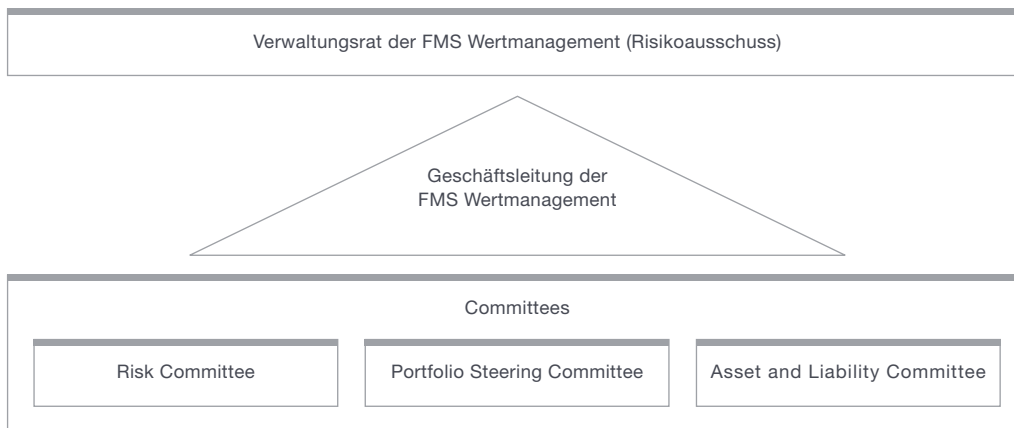 Verwaltungsrat der FMS Wertmanagement (Risikoausschuss)
Geschäftsleitung der
FMS Wertmanagement
Committees
Risk Committee
Portfolio Steering Committee
Asset and Liability Committee